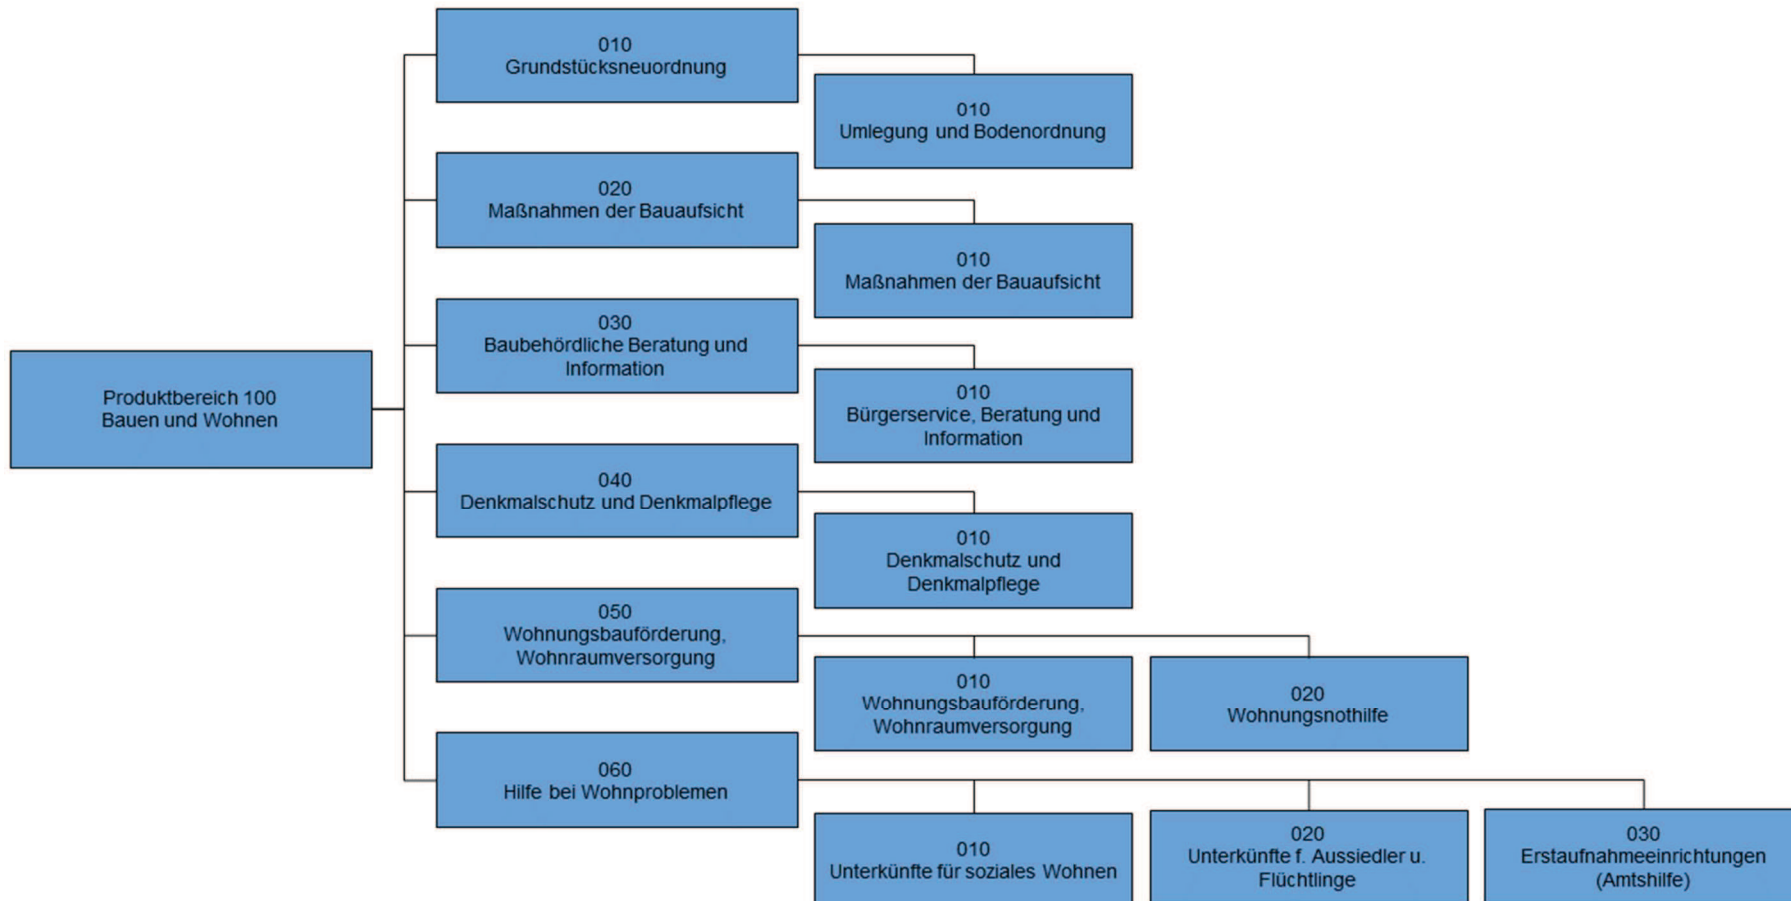 010
Grundstücksneuordnung
010
Umlegung und Bodenordnung
020
Maßnahmen der Bauaufsicht
010
Maßnahmen der Bauaufsicht
030
Baubehördliche Beratung und
Information
010
Bürgerservice, Beratung und
Information
Produktbereich 100
Bauen und Wohnen
040
Denkmalschutz und Denkmalpflege
010
Denkmalschutz und
Denkmalpflege
050
Wohnungsbauförderung,
Wohnraumversorgung
010
Wohnungsbauförderung,
Wohnraumversorgung
020
Wohnungsnothilfe
060
Hilfe bei Wohnproblemen
010
Unterkünfte für soziales Wohnen
020
Unterkünfte f. Aussiedler u.
Flüchtlinge
030
Erstaufnahmeeinrichtungen
(Amtshilfe)